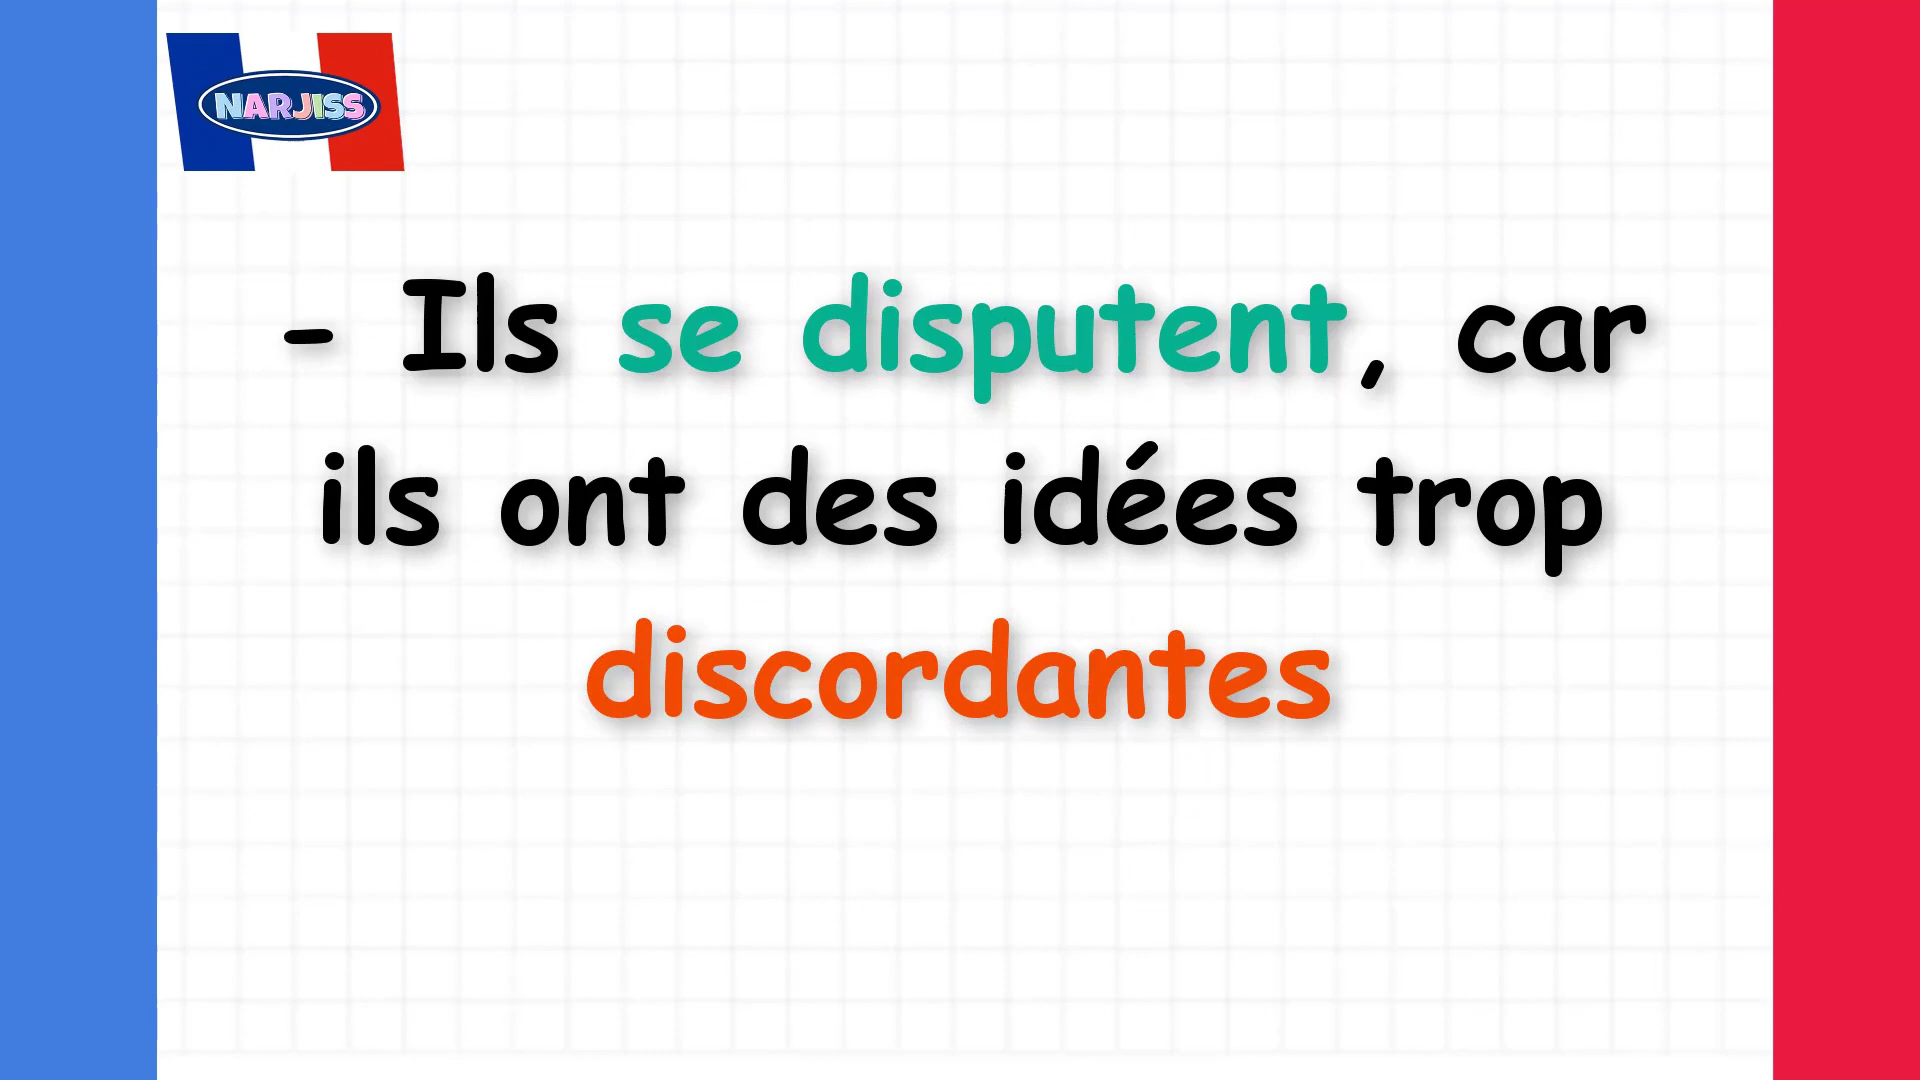 NARJISS
- Ils se disputent, car
ils ont des idées trop
discordantes